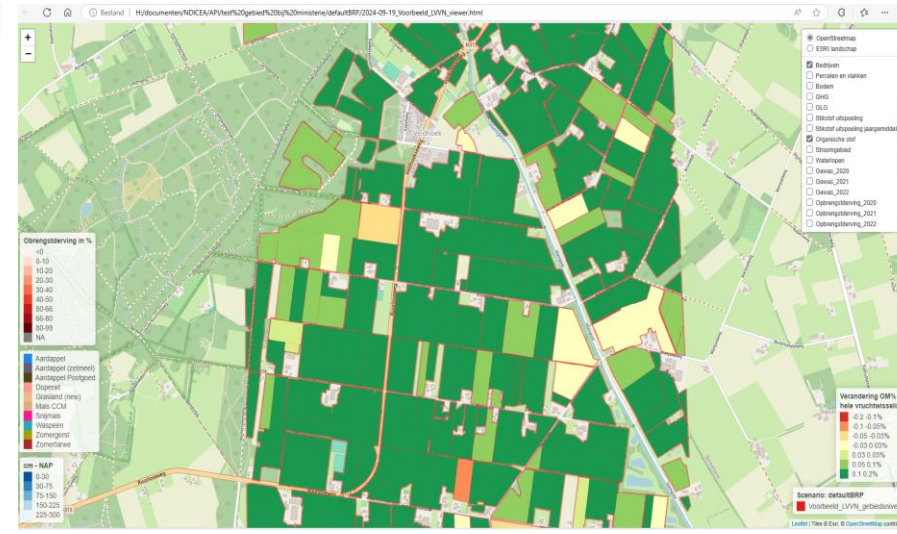 Bestand | H:/documenten/NDICEA/API/test%20gebied%20bij%20ministerie/defaultBRP/2024-09-19_Voorbeeld_LVVN_viewer.html
+
−
OpenStreetmap
ESRI landschap
Bedrijven
Percelen en vlakken
Bodem
GHG
GLG
Stikstof uitspoeling
Stikstof uitspoeling jaargemiddel
Organische stof
Stroomgebied
Waterlopen
Gewas_2020
Gewas_2021
Gewas_2022
Opbrengstderving_2020
Opbrengstderving_2021
Opbrengstderving_2022
Obrengstderving in %
<0
0-10
10-20
20-30
30-40
40-50
50-66
66-80
80-99
NA
Aardappel
Aardappel (zetmeel)
Aardappel Pootgoed
Doperwt
Grasland (new)
Mais CCM
Snijmais
Waspeen
Zomergerst
Zomertarwe
cm - NAP
0-30
30-75
75-150
150-225
225-300
Verandering OM%
hele vruchtwisseli
-0.2 -0.1%
-0.1 -0.05%
-0.05 -0.03%
-0.03 0.03%
0.03 0.05%
0.05 0.1%
0.1 0.2%
Scenario: defaultBRP
Voorbeeld_LVVN_gebiedsnive
Leaflet | Tiles © Esri, © OpenStreetMap contri